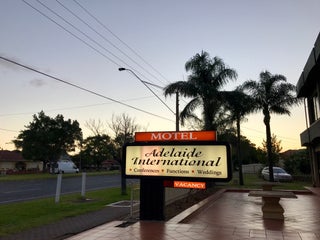 MOTEL
Adelaide
International
• Conferences • Functions • Weddings
VACANCY